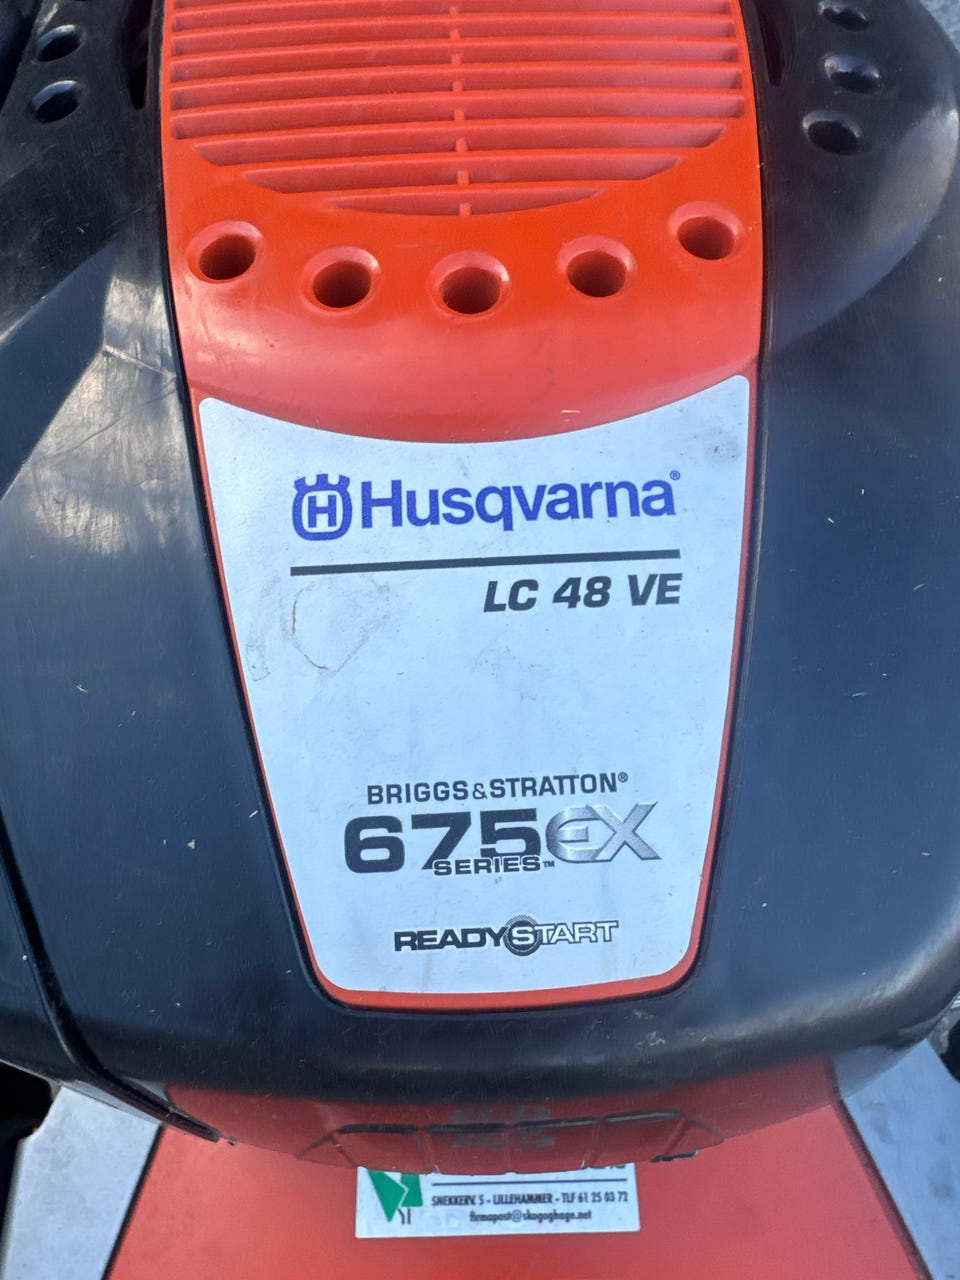 H Husqvarna®
LC 48 VE
BRIGGS&STRATTON®
675EX
SERIES™
READYSTART
SNEKKERV. 5 - LILLEHAMMER - TLF 61 25 03 72
firmapost@skogoghage.net